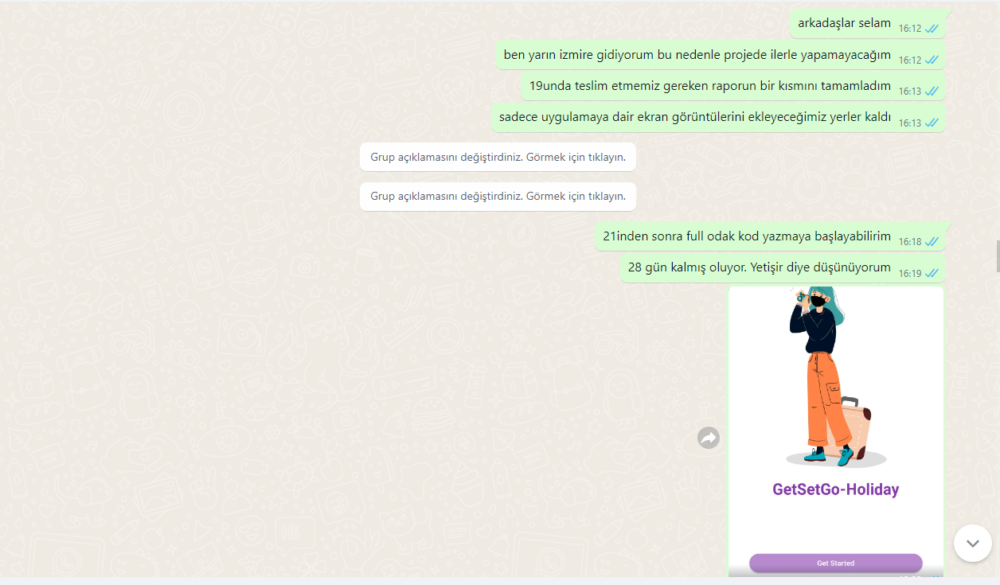 arkadaşlar selam 16:12
ben yarın izmire gidiyorum bu nedenle projede ilerle yapamayacağım 16:12
19unda teslim etmemiz gereken raporun bir kısmını tamamladım 16:13
sadece uygulamaya dair ekran görüntülerini ekleyeceğimiz yerler kaldı 16:13
Grup açıklamasını değiştirdiniz. Görmek için tıklayın.
Grup açıklamasını değiştirdiniz. Görmek için tıklayın.
21inden sonra full odak kod yazmaya başlayabilirim 16:18
28 gün kalmış oluyor. Yetişir diye düşünüyorum 16:19
GetSetGo-Holiday
Get Started